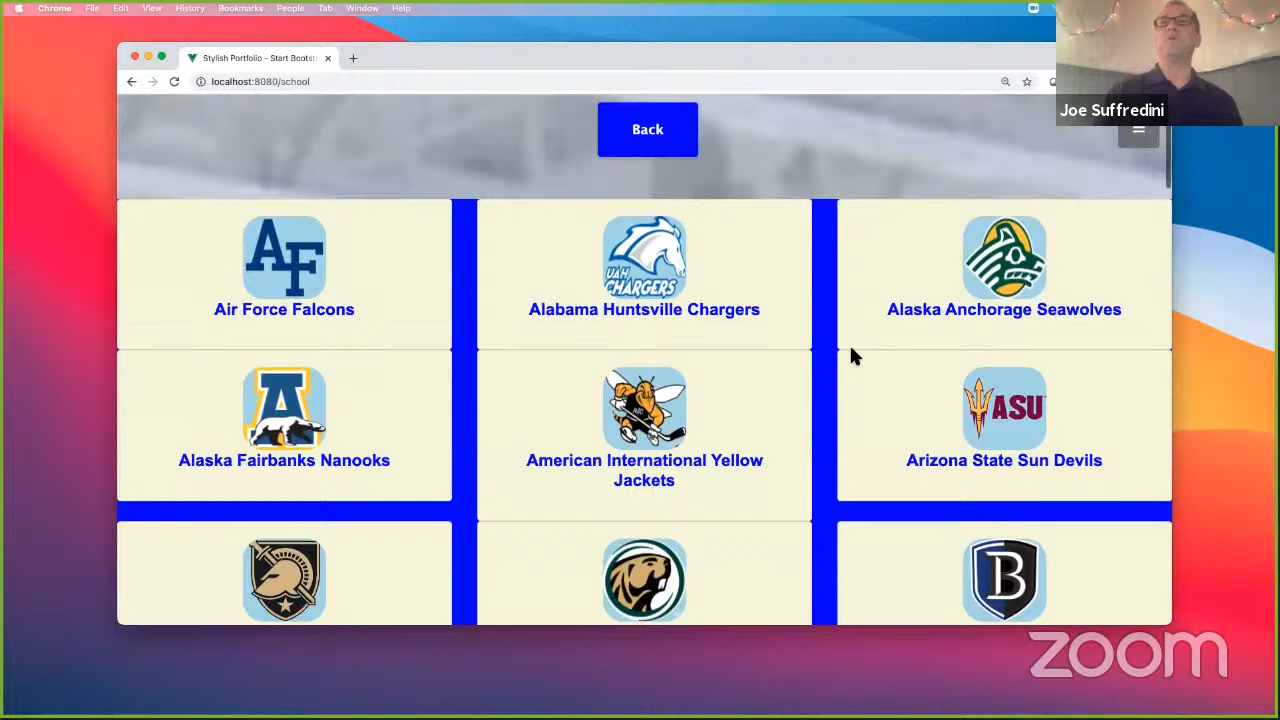 Chrome File Edit View History Bookmarks People Tab Window Help
Stylish Portfolio - Start Bootst
localhost:8080/school
Joe Suffredini
Back
AF
UAH
CHARGERS
Air Force Falcons
Alabama Huntsville Chargers
Alaska Anchorage Seawolves
A
AIC
ASU
Alaska Fairbanks Nanooks
American International Yellow
Jackets
Arizona State Sun Devils
B
zoom